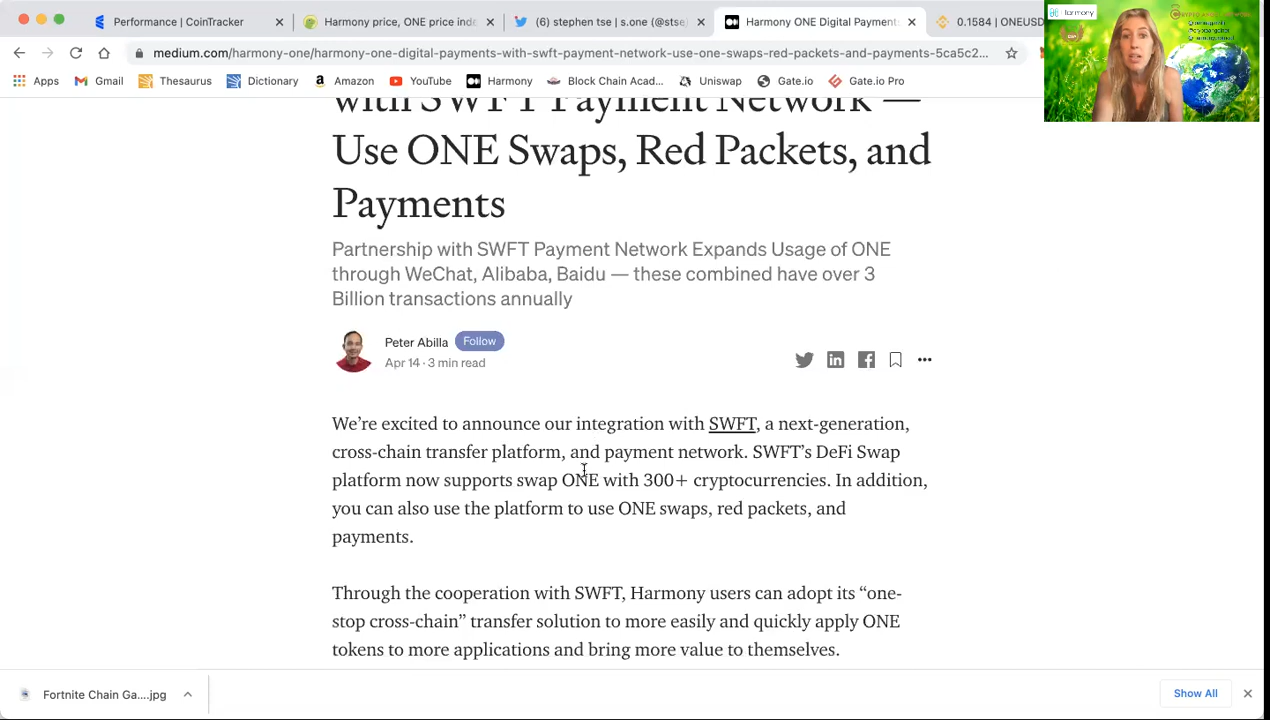 Performance | CoinTracker
Harmony price, ONE price inde
(6) stephen tse | s.one (@stse
Harmony ONE Digital Payments
0.1584 | ONEUSD
medium.com/harmony-one/harmony-one-digital-payments-with-swft-payment-network-use-one-swaps-red-packets-and-payments-5ca5c2...
Apps
Gmail
Thesaurus
Dictionary
Amazon
YouTube
Harmony
Block Chain Acad...
Uniswap
Gate.io
Gate.io Pro
Harmony
with SWFT Payment Network —
Use ONE Swaps, Red Packets, and
Payments
Partnership with SWFT Payment Network Expands Usage of ONE
through WeChat, Alibaba, Baidu — these combined have over 3
Billion transactions annually
Peter Abilla Follow
Apr 14 · 3 min read
We’re excited to announce our integration with SWFT, a next-generation,
cross-chain transfer platform, and payment network. SWFT’s DeFi Swap
platform now supports swap ONE with 300+ cryptocurrencies. In addition,
you can also use the platform to use ONE swaps, red packets, and
payments.
Through the cooperation with SWFT, Harmony users can adopt its “one-
stop cross-chain” transfer solution to more easily and quickly apply ONE
tokens to more applications and bring more value to themselves.
Fortnite Chain Ga....jpg
Show All